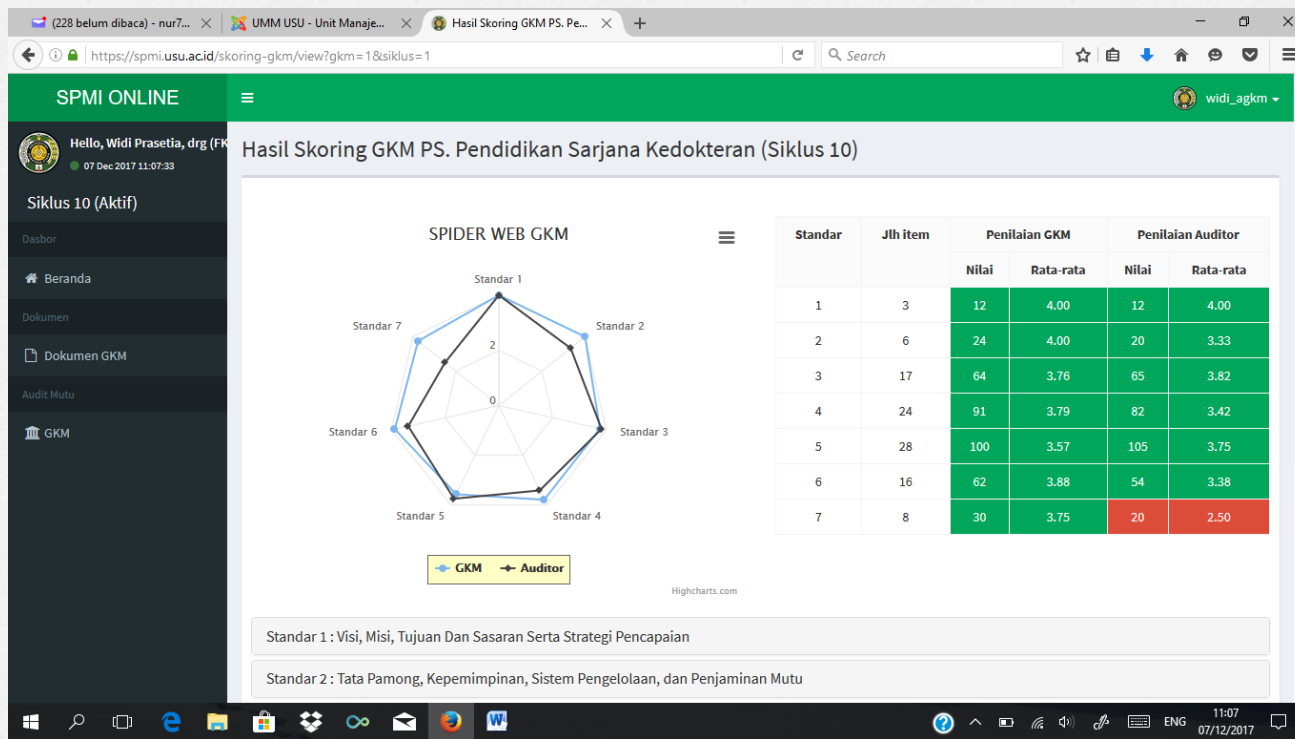 (228 belum dibaca) - nur7...
UMM USU - Unit Manaje...
Hasil Skoring GKM PS. Pe...
https://spmi.usu.ac.id/skoring-gkm/view?gkm=1&siklus=1
Search
SPMI ONLINE
widi_agkm
Hello, Widi Prasetia, drg (FK
07 Dec 2017 11:07:33
Siklus 10 (Aktif)
Dasbor
Beranda
Dokumen
Dokumen GKM
Audit Mutu
GKM
Hasil Skoring GKM PS. Pendidikan Sarjana Kedokteran (Siklus 10)
SPIDER WEB GKM
Standar 1
Standar 7
Standar 2
2
0
Standar 6
Standar 3
Standar 5
Standar 4
GKM Auditor
Highcharts.com
Standar Jlh item Penilaian GKM Penilaian Auditor
Nilai Rata-rata Nilai Rata-rata
1 3 12 4.00 12 4.00
2 6 24 4.00 20 3.33
3 17 64 3.76 65 3.82
4 24 91 3.79 82 3.42
5 28 100 3.57 105 3.75
6 16 62 3.88 54 3.38
7 8 30 3.75 20 2.50
Standar 1 : Visi, Misi, Tujuan Dan Sasaran Serta Strategi Pencapaian
Standar 2 : Tata Pamong, Kepemimpinan, Sistem Pengelolaan, dan Penjaminan Mutu
ENG
11:07
07/12/2017